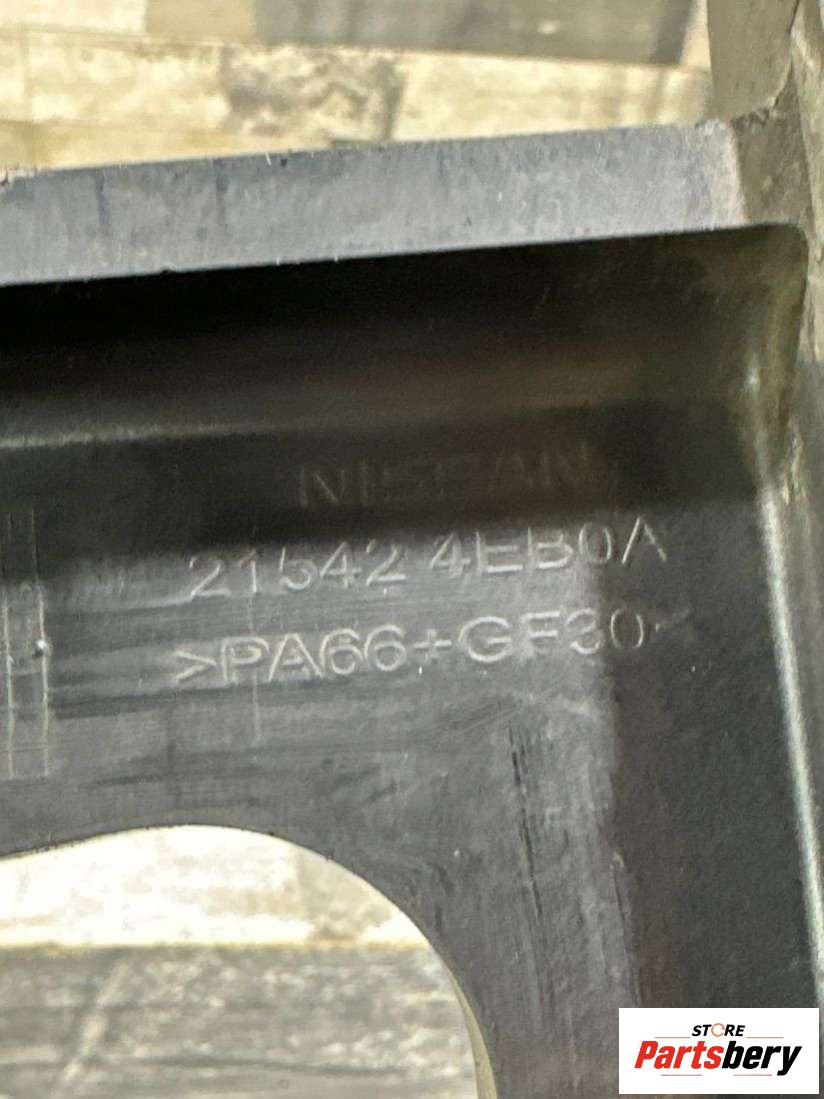 NISSAN
21542 4EB0A
>PA66+GF30<
STORE
Partsbery